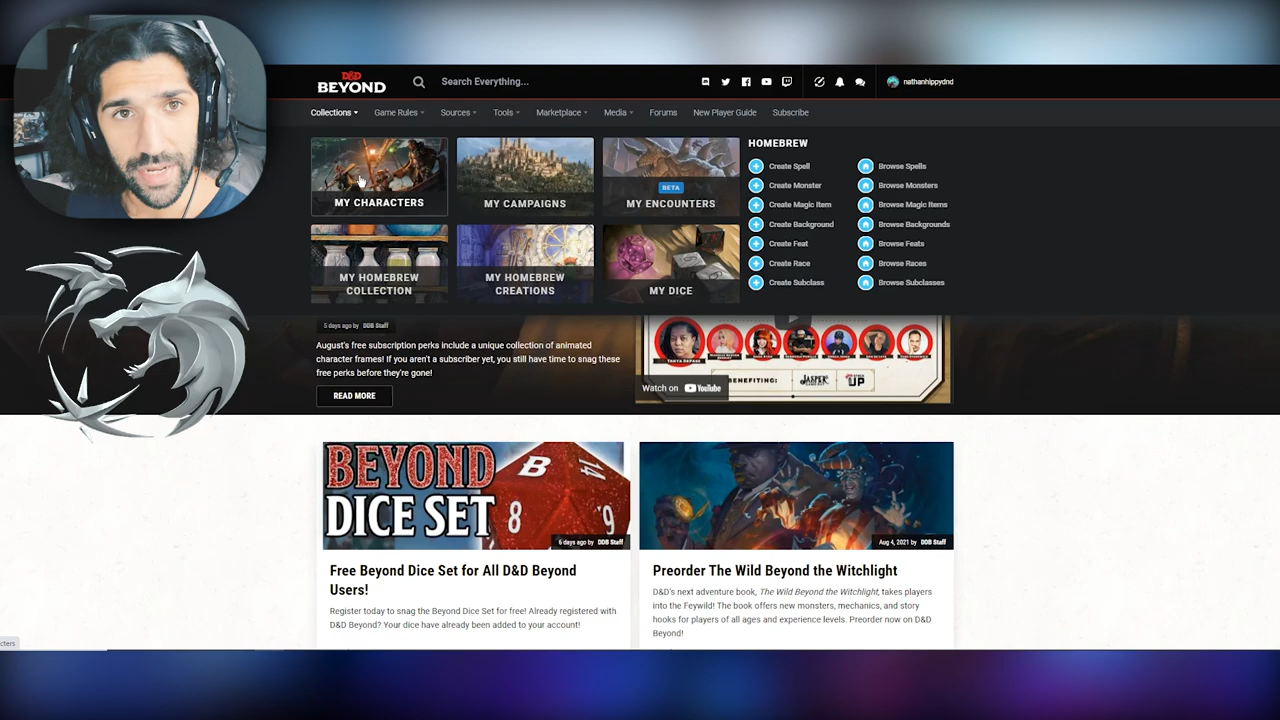 D&D
BEYOND
Search Everything...
nathanhippydnd
Collections
Game Rules
Sources
Tools
Marketplace
Media
Forums
New Player Guide
Subscribe
MY CHARACTERS
MY CAMPAIGNS
BETA
MY ENCOUNTERS
MY HOMEBREW
COLLECTION
MY HOMEBREW
CREATIONS
MY DICE
HOMEBREW
Create Spell
Browse Spells
Create Monster
Browse Monsters
Create Magic Item
Browse Magic Items
Create Background
Browse Backgrounds
Create Feat
Browse Feats
Create Race
Browse Races
Create Subclass
Browse Subclasses
5 days ago by DDB Staff
August's free subscription perks include a unique collection of animated
character frames! If you aren't a subscriber yet, you still have time to snag these
free perks before they're gone!
READ MORE
Watch on YouTube
BENEFITING:
JASPER
UP
BEYOND
DICE SET
B
14
8
9
6 days ago by DDB Staff
Aug 4, 2021 by DDB Staff
Free Beyond Dice Set for All D&D Beyond
Users!
Register today to snag the Beyond Dice Set for free! Already registered with
D&D Beyond? Your dice have already been added to your account!
Preorder The Wild Beyond the Witchlight
D&D's next adventure book, The Wild Beyond the Witchlight, takes players
into the Feywild! The book offers new monsters, mechanics, and story
hooks for players of all ages and experience levels. Preorder now on D&D
Beyond!
cters